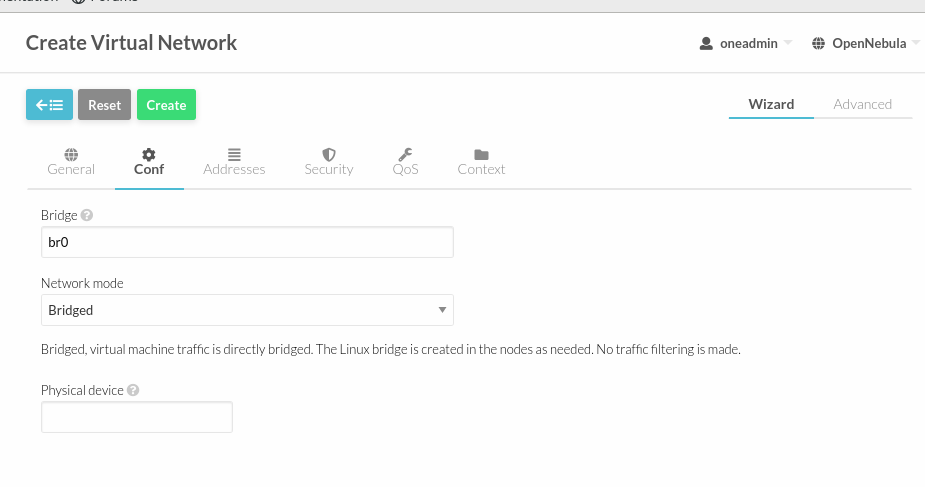 Forums
Create Virtual Network
oneadmin
OpenNebula
Reset
Create
Wizard
Advanced
General
Conf
Addresses
Security
QoS
Context
Bridge ?
br0
Network mode
Bridged
Bridged, virtual machine traffic is directly bridged. The Linux bridge is created in the nodes as needed. No traffic filtering is made.
Physical device ?